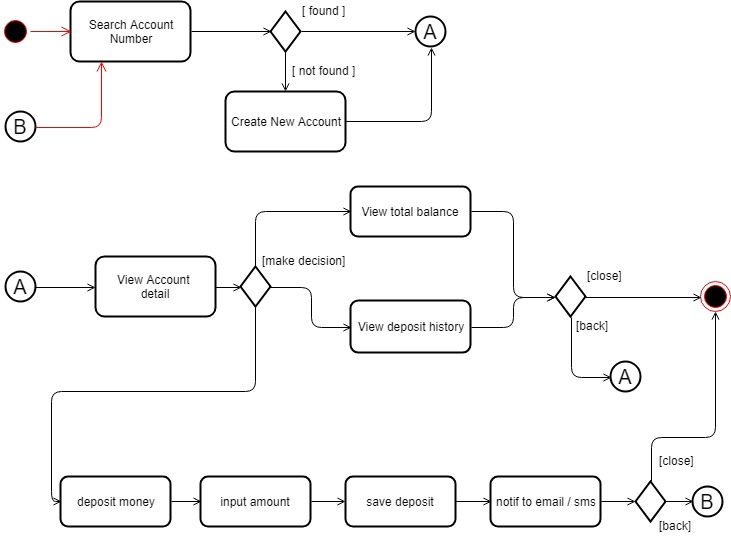 [ found ]
Search Account
Number
A
[ not found ]
B
Create New Account
View total balance
[make decision]
A
View Account
detail
[close]
View deposit history
[back]
A
[close]
deposit money
input amount
save deposit
notif to email / sms
B
[back]